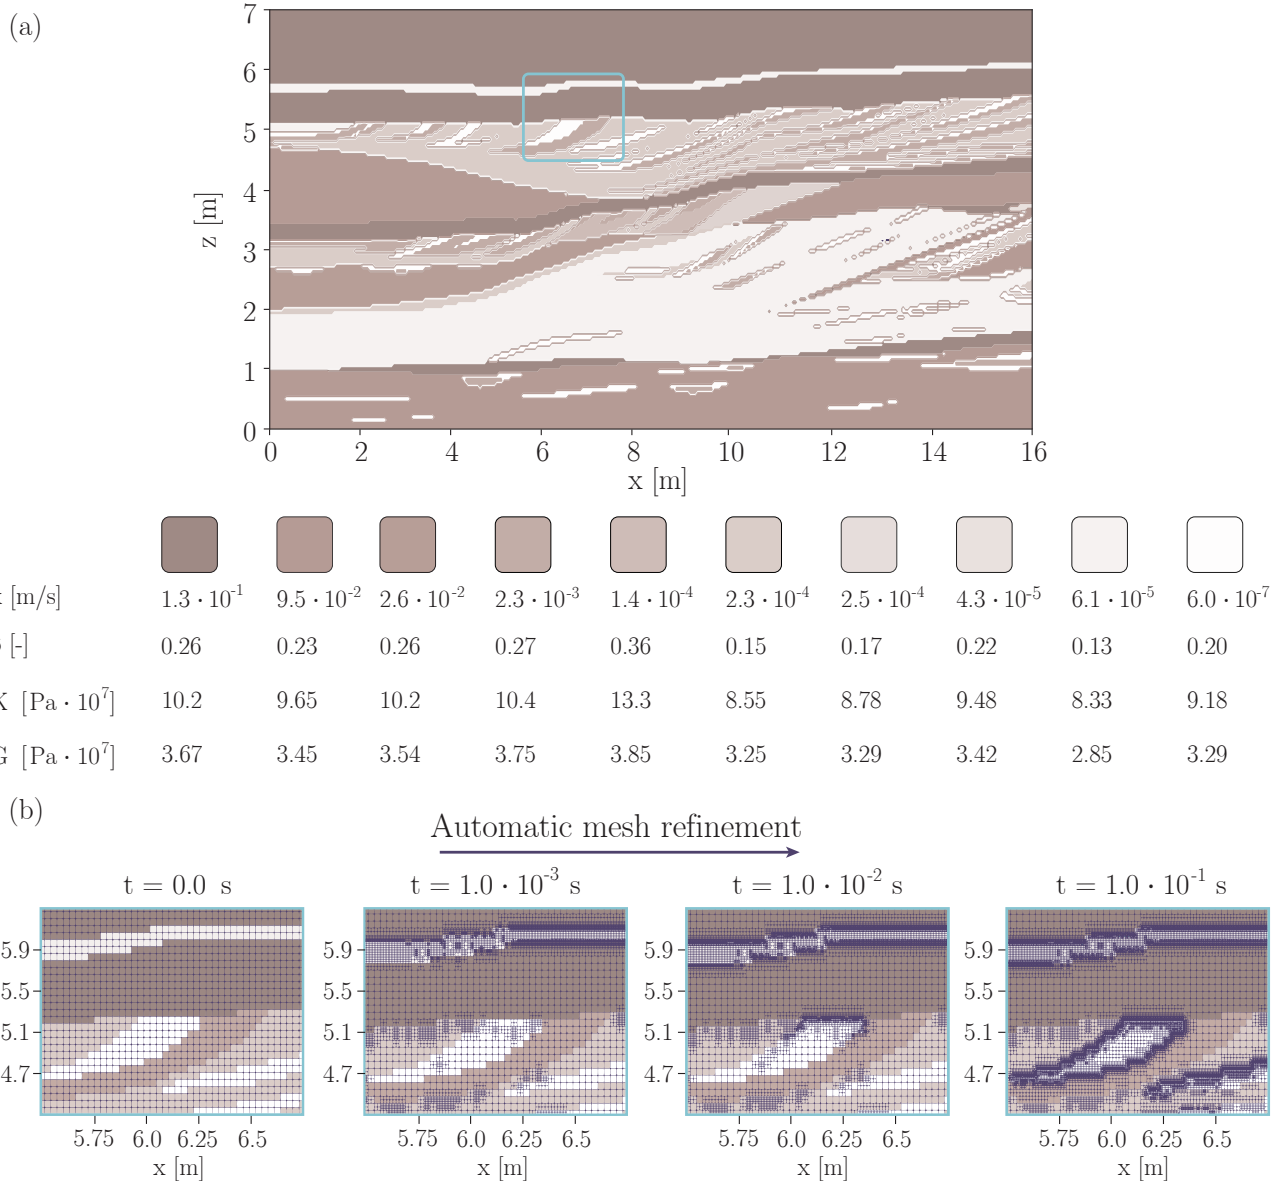 (a)
7
6
5
4
3
2
1
0
z [m]
0 2 4 6 8 10 12 14 16
x [m]
[m/s] 1.3 · 10⁻¹ 9.5 · 10⁻² 2.6 · 10⁻² 2.3 · 10⁻³ 1.4 · 10⁻⁴ 2.3 · 10⁻⁴ 2.5 · 10⁻⁴ 4.3 · 10⁻⁵ 6.1 · 10⁻⁵ 6.0 · 10⁻⁷
[-] 0.26 0.23 0.26 0.27 0.36 0.15 0.17 0.22 0.13 0.20
K [Pa · 10⁷] 10.2 9.65 10.2 10.4 13.3 8.55 8.78 9.48 8.33 9.18
G [Pa · 10⁷] 3.67 3.45 3.54 3.75 3.85 3.25 3.29 3.42 2.85 3.29
(b)
Automatic mesh refinement
t = 0.0 s t = 1.0 · 10⁻³ s t = 1.0 · 10⁻² s t = 1.0 · 10⁻¹ s
5.9 5.9 5.9 5.9
5.5 5.5 5.5 5.5
5.1 5.1 5.1 5.1
4.7 4.7 4.7 4.7
5.75 6.0 6.25 6.5 5.75 6.0 6.25 6.5 5.75 6.0 6.25 6.5 5.75 6.0 6.25 6.5
x [m] x [m] x [m] x [m]